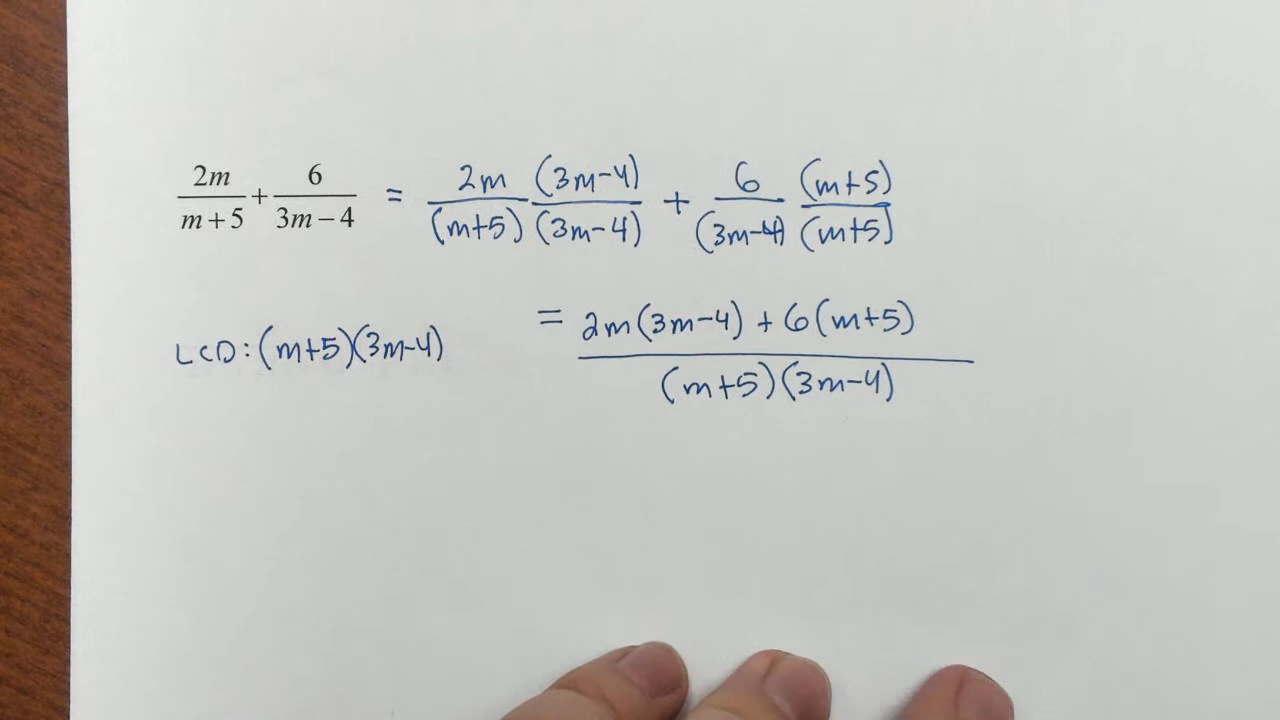 2m/(m+5) + 6/(3m−4) = 2m/(m+5) (3m−4)/(3m−4) + 6/(3m−4) (m+5)/(m+5)
LCD: (m+5)(3m−4)
= 2m(3m−4) + 6(m+5)
(m+5)(3m−4)